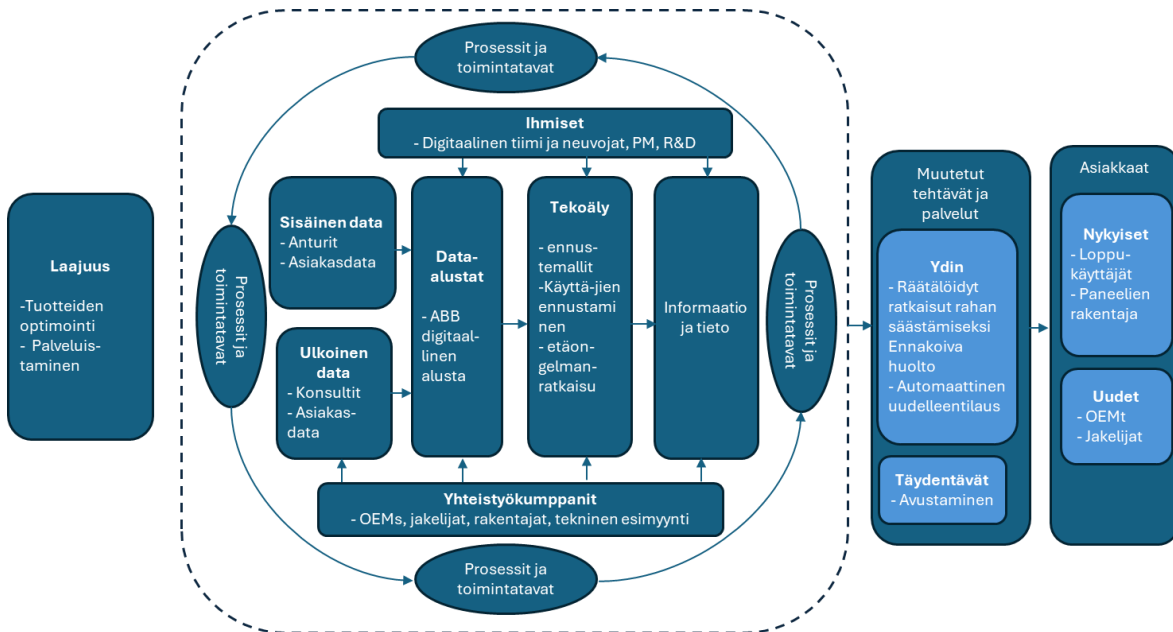 Prosessit ja
toimintatavat
Ihmiset
- Digitaalinen tiimi ja neuvojat, PM, R&D
Laajuus
-Tuotteiden
optimointi
- Palveluis-
taminen
Prosessit ja
toimintatavat
Sisäinen data
- Anturit
- Asiakasdata
Ulkoinen
data
- Konsultit
- Asiakas-
data
Data-
alustat
- ABB
digitaal-
linen
alusta
Tekoäly
- ennus-
temallit
-Käyttä-jien
ennustami
nen
- etäon-
gelman-
ratkaisu
Informaatio
ja tieto
Prosessit ja
toimintatavat
Yhteistyökumppanit
- OEMs, jakelijat, rakentajat, tekninen esimyynti
Prosessit ja
toimintatavat
Muutetut
tehtävät ja
palvelut
Ydin
- Räätälöidyt
ratkaisut rahan
säästämiseksi
Ennakoiva
huolto
- Automaattinen
uudelleentilaus
Täydentävät
- Avustaminen
Asiakkaat
Nykyiset
- Loppu-
käyttäjät
- Paneelien
rakentaja
Uudet
- OEMt
- Jakelijat